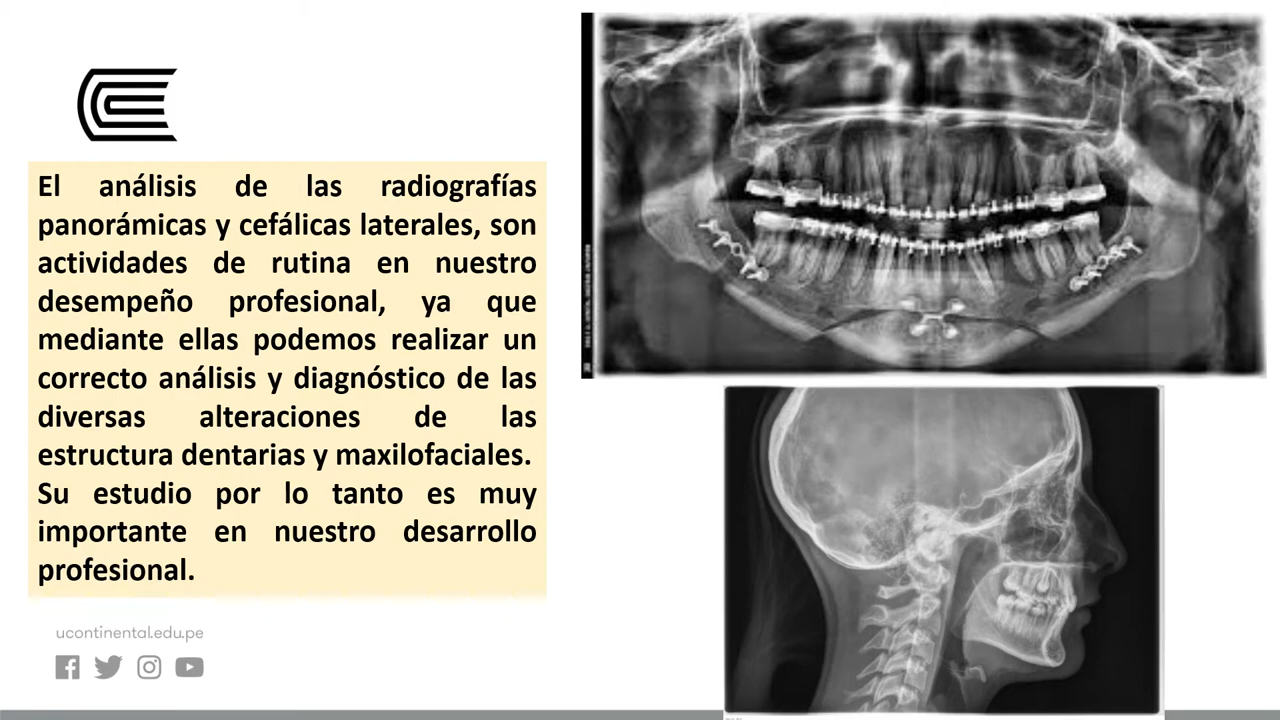 El análisis de las radiografías
panorámicas y cefálicas laterales, son
actividades de rutina en nuestro
desempeño profesional, ya que
mediante ellas podemos realizar un
correcto análisis y diagnóstico de las
diversas alteraciones de las
estructura dentarias y maxilofaciales.
Su estudio por lo tanto es muy
importante en nuestro desarrollo
profesional.
ucontinental.edu.pe